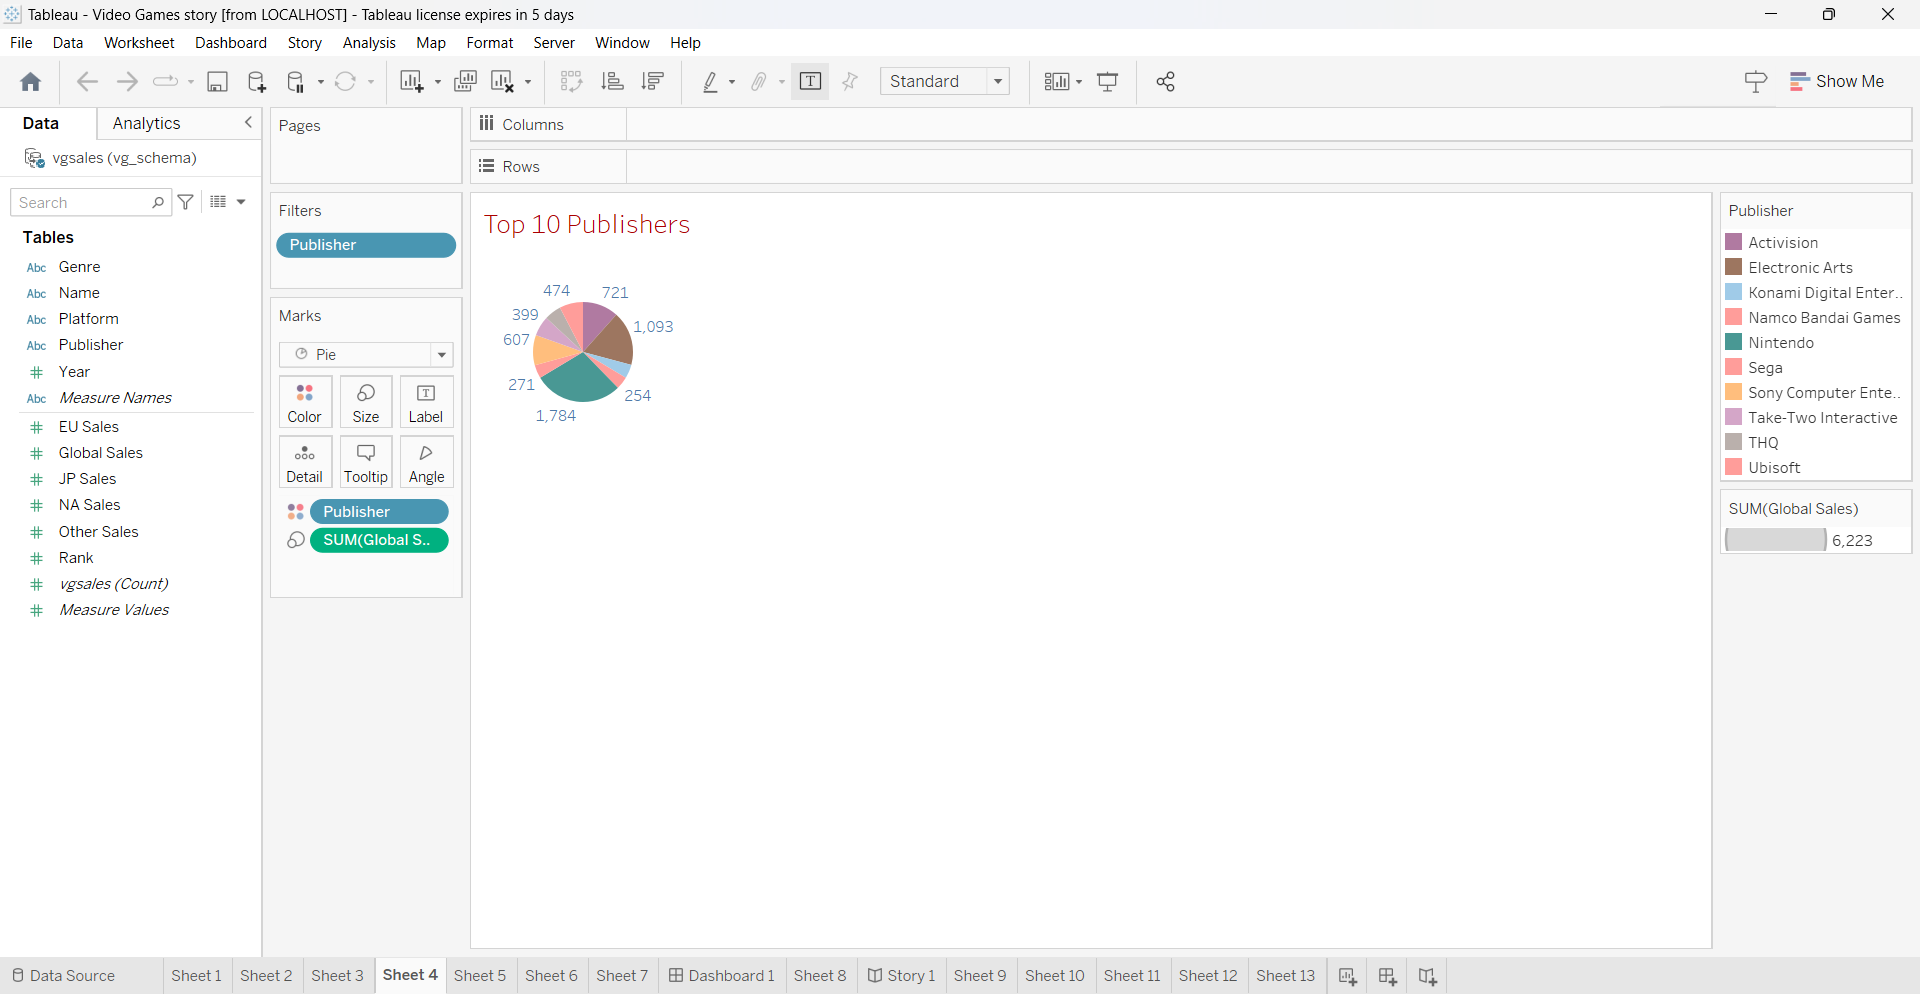 Tableau - Video Games story [from LOCALHOST] - Tableau license expires in 5 days
File Data Worksheet Dashboard Story Analysis Map Format Server Window Help
Standard
Show Me
Data Analytics
vgsales (vg_schema)
Search
Tables
Abc Genre
Abc Name
Abc Platform
Abc Publisher
# Year
Abc Measure Names
# EU Sales
# Global Sales
# JP Sales
# NA Sales
# Other Sales
# Rank
# vgsales (Count)
# Measure Values
Pages
Filters
Publisher
Marks
Pie
Color Size Label
Detail Tooltip Angle
Publisher
SUM(Global S..
Columns
Rows
Top 10 Publishers
474 721
399 1,093
607
271 254
1,784
Publisher
Activision
Electronic Arts
Konami Digital Enter..
Namco Bandai Games
Nintendo
Sega
Sony Computer Ente..
Take-Two Interactive
THQ
Ubisoft
SUM(Global Sales)
6,223
Data Source Sheet 1 Sheet 2 Sheet 3 Sheet 4 Sheet 5 Sheet 6 Sheet 7 Dashboard 1 Sheet 8 Story 1 Sheet 9 Sheet 10 Sheet 11 Sheet 12 Sheet 13